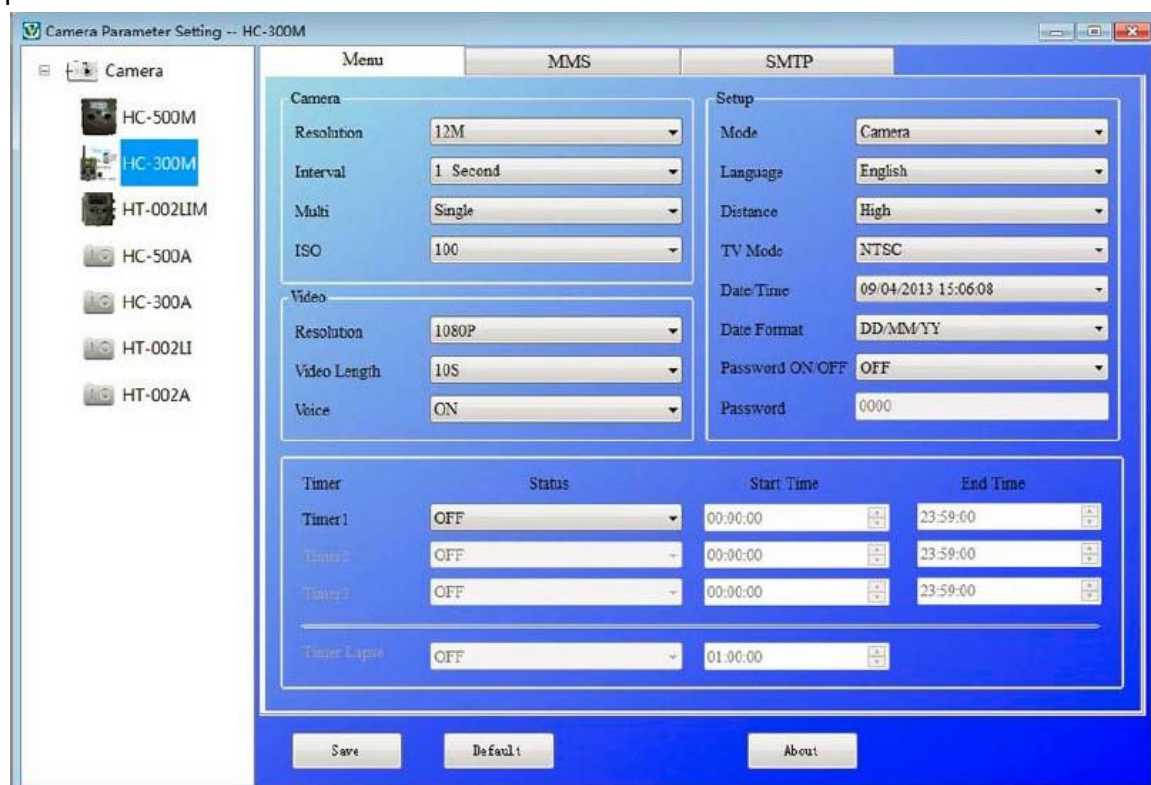 Camera Parameter Setting -- HC-300M
Camera
HC-500M
HC-300M
HT-002LIM
HC-500A
HC-300A
HT-002LI
HT-002A
Menu MMS SMTP
Camera
Resolution 12M
Interval 1 Second
Multi Single
ISO 100
Video
Resolution 1080P
Video Length 10S
Voice ON
Setup
Mode Camera
Language English
Distance High
TV Mode NTSC
Date/Time 09/04/2013 15:06:08
Date Format DD/MM/YY
Password ON/OFF OFF
Password 0000
Timer Status Start Time End Time
Timer1 OFF 00:00:00 23:59:00
Timer2 OFF 00:00:00 23:59:00
OFF 00:00:00 23:59:00
Timer Lapse OFF 01:00:00
Save Default About